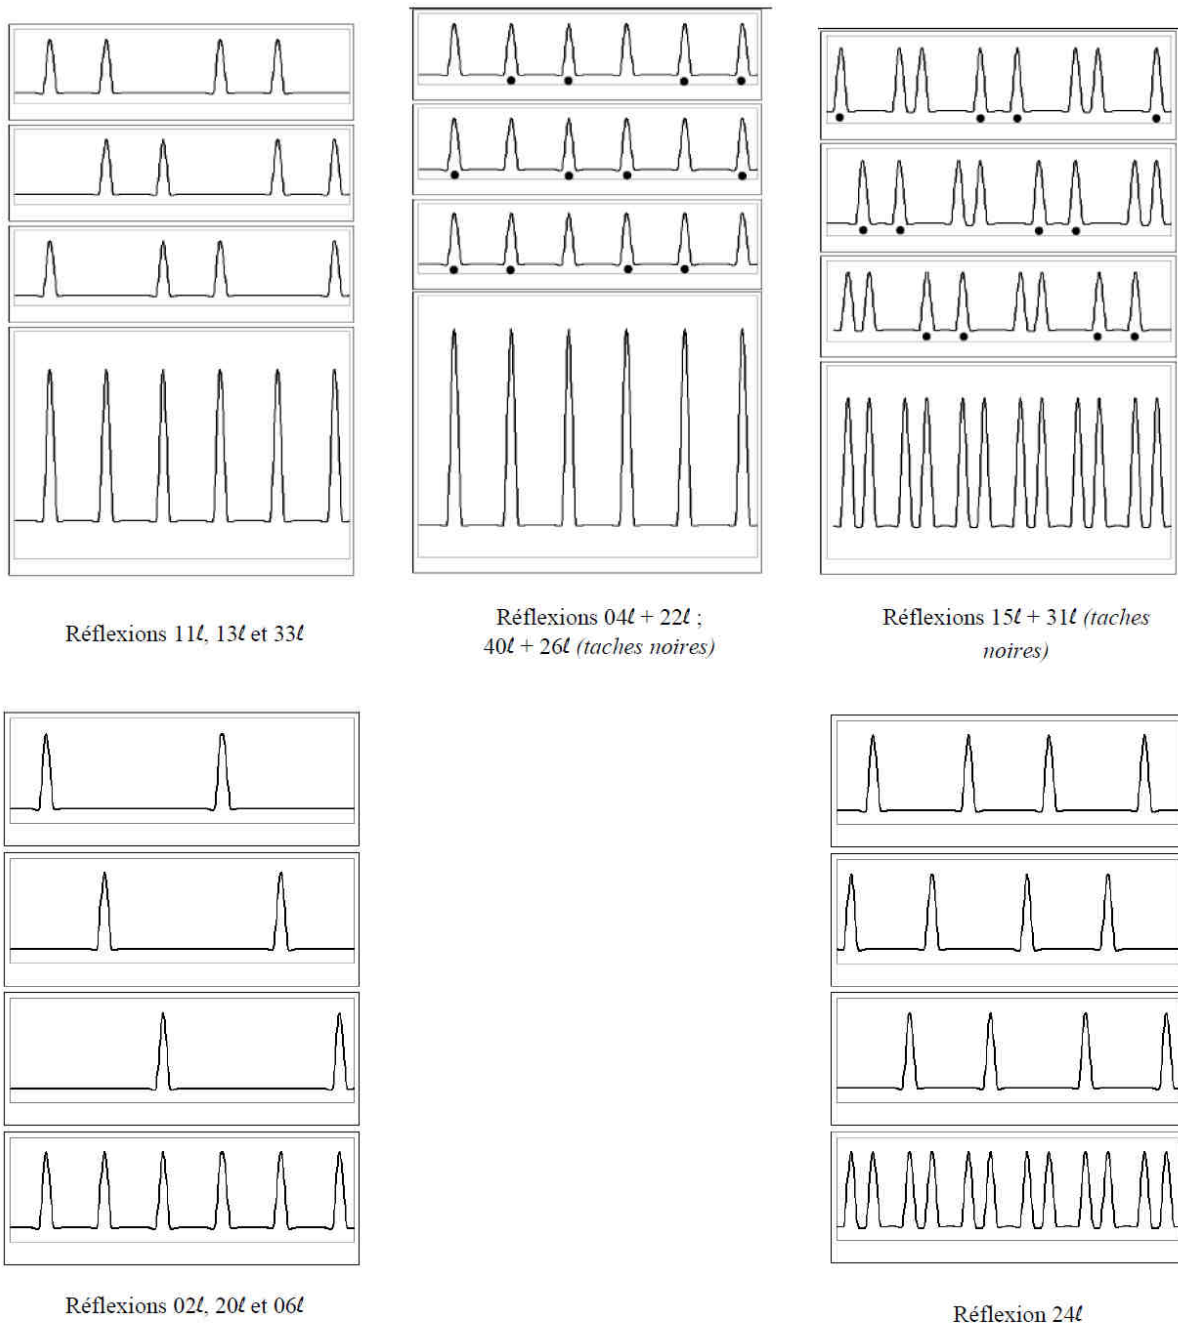 Réflexions 11ℓ, 13ℓ et 33ℓ
Réflexions 04ℓ + 22ℓ ;
40ℓ + 26ℓ (taches noires)
Réflexions 15ℓ + 31ℓ (taches
noires)
Réflexions 02ℓ, 20ℓ et 06ℓ
Réflexion 24ℓ